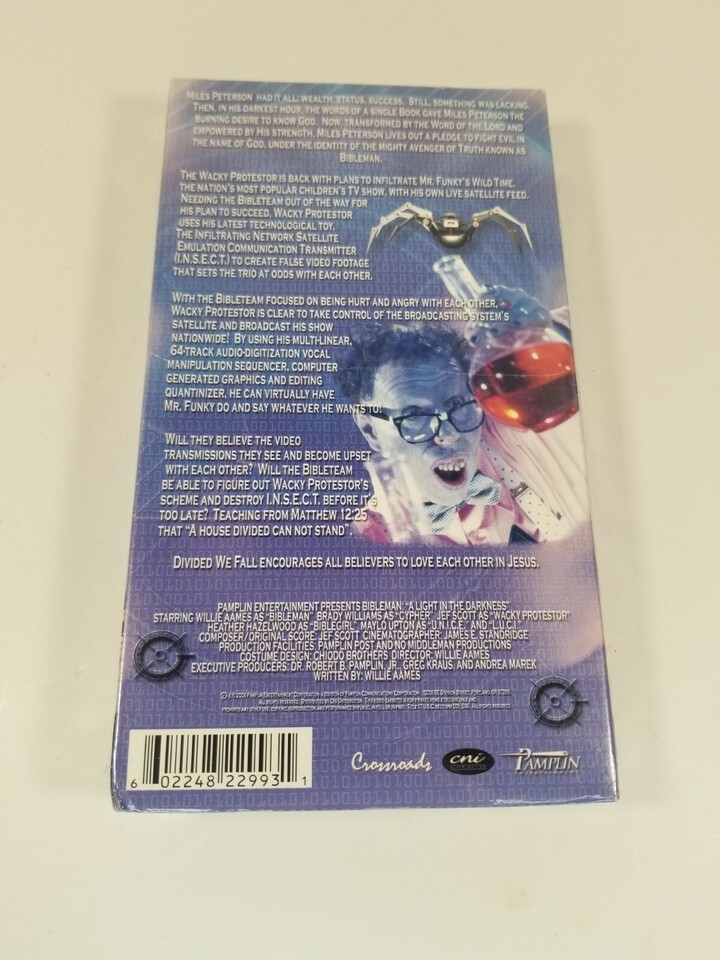 MILES PETERSON HAD IT ALL: WEALTH, STATUS, SUCCESS. STILL, SOMETHING WAS LACKING.
THEN, IN HIS DARKEST HOUR, THE WORDS OF A SINGLE BOOK GAVE MILES PETERSON THE
BURNING DESIRE TO KNOW GOD. NOW, TRANSFORMED BY THE WORD OF THE LORD AND
EMPOWERED BY HIS STRENGTH, MILES PETERSON LIVES OUT A PLEDGE TO FIGHT EVIL IN
THE NAME OF GOD, UNDER THE IDENTITY OF THE MIGHTY AVENGER OF TRUTH KNOWN AS
BIBLEMAN.
THE WACKY PROTESTOR IS BACK WITH PLANS TO INFILTRATE MR. FUNKY'S WILD TIME,
THE NATION'S MOST POPULAR CHILDREN'S TV SHOW, WITH HIS OWN LIVE SATELLITE FEED.
NEEDING THE BIBLETEAM OUT OF THE WAY FOR
HIS PLAN TO SUCCEED, WACKY PROTESTOR
USES HIS LATEST TECHNOLOGICAL TOY,
THE INFILTRATING NETWORK SATELLITE
EMULATION COMMUNICATION TRANSMITTER
(I.N.S.E.C.T.) TO CREATE FALSE VIDEO FOOTAGE
THAT SETS THE TRIO AT ODDS WITH EACH OTHER.
WITH THE BIBLETEAM FOCUSED ON BEING HURT AND ANGRY WITH EACH OTHER,
WACKY PROTESTOR IS CLEAR TO TAKE CONTROL OF THE BROADCASTING SYSTEM'S
SATELLITE AND BROADCAST HIS SHOW
NATIONWIDE! BY USING HIS MULTI-LINEAR,
64-TRACK AUDIO-DIGITIZATION VOCAL
MANIPULATION SEQUENCER, COMPUTER
GENERATED GRAPHICS AND EDITING
QUANTINIZER, HE CAN VIRTUALLY HAVE
MR. FUNKY DO AND SAY WHATEVER HE WANTS TO!
WILL THEY BELIEVE THE VIDEO
TRANSMISSIONS THEY SEE AND BECOME UPSET
WITH EACH OTHER? WILL THE BIBLETEAM
BE ABLE TO FIGURE OUT WACKY PROTESTOR'S
SCHEME AND DESTROY I.N.S.E.C.T. BEFORE IT'S
TOO LATE? TEACHING FROM MATTHEW 12:25
THAT "A HOUSE DIVIDED CAN NOT STAND".
DIVIDED WE FALL ENCOURAGES ALL BELIEVERS TO LOVE EACH OTHER IN JESUS.
PAMPLIN ENTERTAINMENT PRESENTS BIBLEMAN: "A LIGHT IN THE DARKNESS"
STARRING WILLIE AAMES AS "BIBLEMAN" BRADY WILLIAMS AS "CYPHER" JEF SCOTT AS "WACKY PROTESTOR"
HEATHER HAZELWOOD AS "BIBLEGIRL" MAYLO UPTON AS "U.N.I.C.E." AND "L.U.C.I."
COMPOSER/ORIGINAL SCORE: JEF SCOTT CINEMATOGRAPHER: JAMES E. STANDRIDGE
PRODUCTION FACILITIES: PAMPLIN POST AND NO MIDDLEMAN PRODUCTIONS
COSTUME DESIGN: CHIODO BROTHERS DIRECTOR: WILLIE AAMES
EXECUTIVE PRODUCERS: DR. ROBERT B. PAMPLIN, JR., GREG KRAUS, AND ANDREA MAREK
WRITTEN BY: WILLIE AAMES
6 02248 22993 1
Crossroads cni PAMPLIN